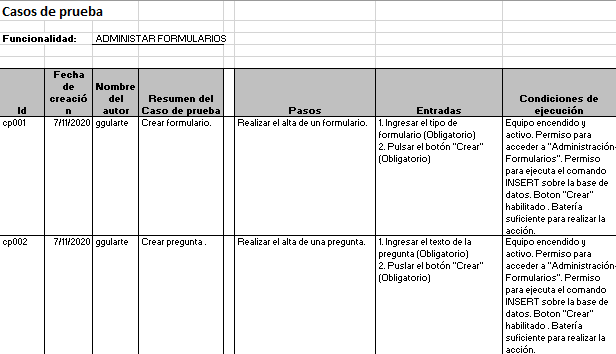 Casos de prueba
Funcionalidad: ADMINISTAR FORMULARIOS
Id
Fecha
de
creació
n
Nombre
del
autor
Resumen del
Caso de prueba
Pasos
Entradas
Condiciones de
ejecución
cp001
7/11/2020
ggularte
Crear formulario.
Realizar el alta de un formulario.
1. Ingresar el tipo de
formulario (Obligatorio)
2. Pulsar el botón "Crear"
(Obligatorio)
Equipo encendido y
activo. Permiso para
acceder a "Administración-
Formularios". Permiso
para ejecuta el comando
INSERT sobre la base de
datos. Boton "Crear"
habilitado . Batería
suficiente para realizar la
acción.
cp002
7/11/2020
ggularte
Crear pregunta .
Realizar el alta de una pregunta.
1. Ingresar el texto de la
pregunta (Obligatorio)
2. Puslar el botón "Crear"
(Obligatorio)
Equipo encendido y
activo. Permiso para
acceder a "Administración-
Formularios". Permiso
para ejecuta el comando
INSERT sobre la base de
datos. Boton "Crear"
habilitado . Batería
suficiente para realizar la
acción.